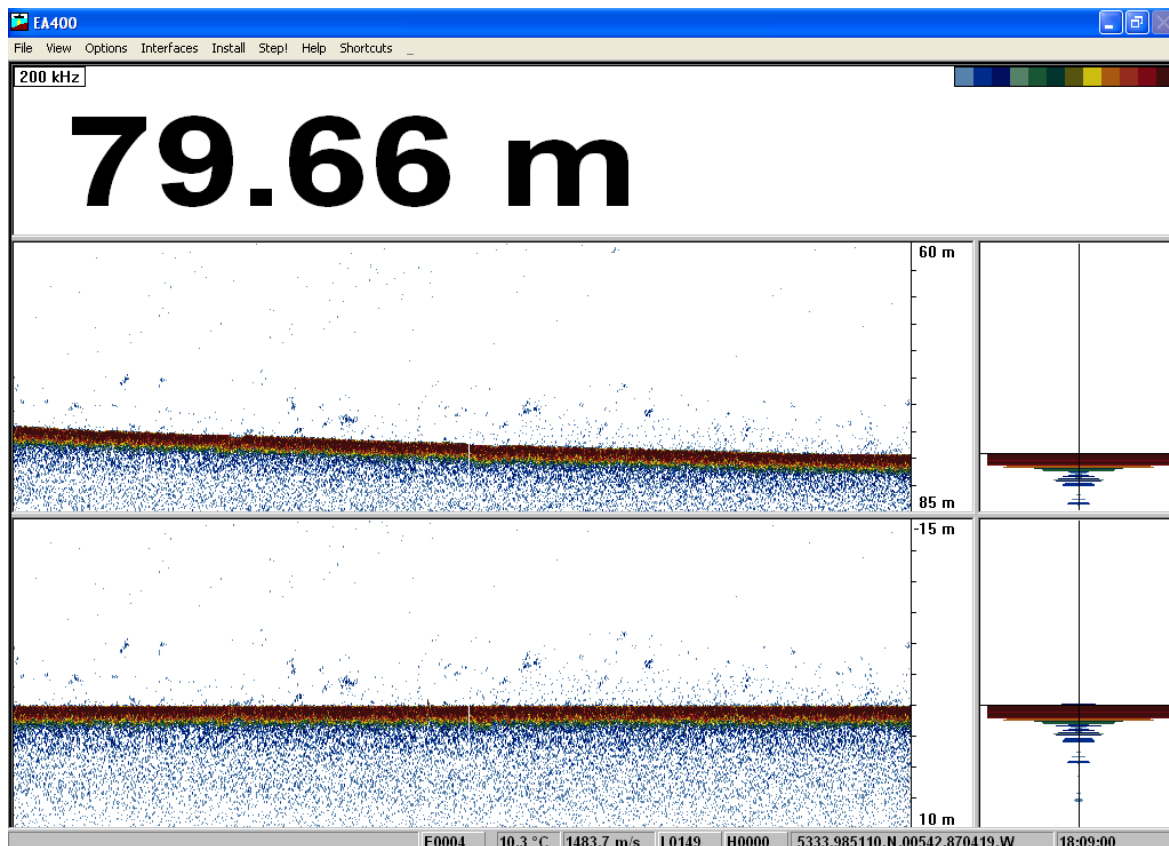 EA400
File View Options Interfaces Install Step! Help Shortcuts _
200 kHz
79.66 m
60 m
85 m
-15 m
10 m
E0004 10.3 °C 1483.7 m/s L0149 H0000 5333.985110,N,00542.870419,W 18:09:00